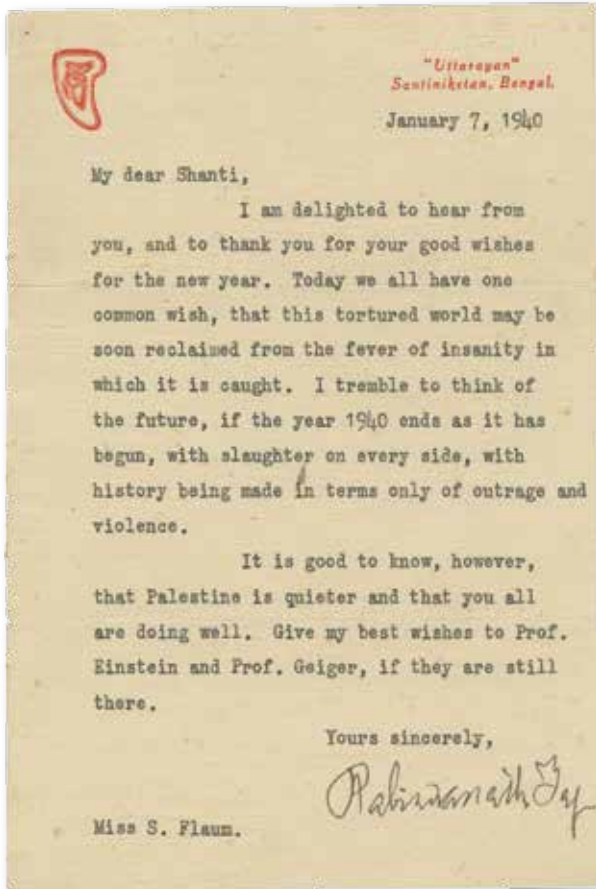 "Uttarayan"
Santiniketan, Bengal.
January 7, 1940
My dear Shanti,
I am delighted to hear from
you, and to thank you for your good wishes
for the new year. Today we all have one
common wish, that this tortured world may be
soon reclaimed from the fever of insanity in
which it is caught. I tremble to think of
the future, if the year 1940 ends as it has
begun, with slaughter on every side, with
history being made in terms only of outrage and
violence.
It is good to know, however,
that Palestine is quieter and that you all
are doing well. Give my best wishes to Prof.
Einstein and Prof. Geiger, if they are still
there.
Yours sincerely,
Rabindranath
Miss S. Flaum.